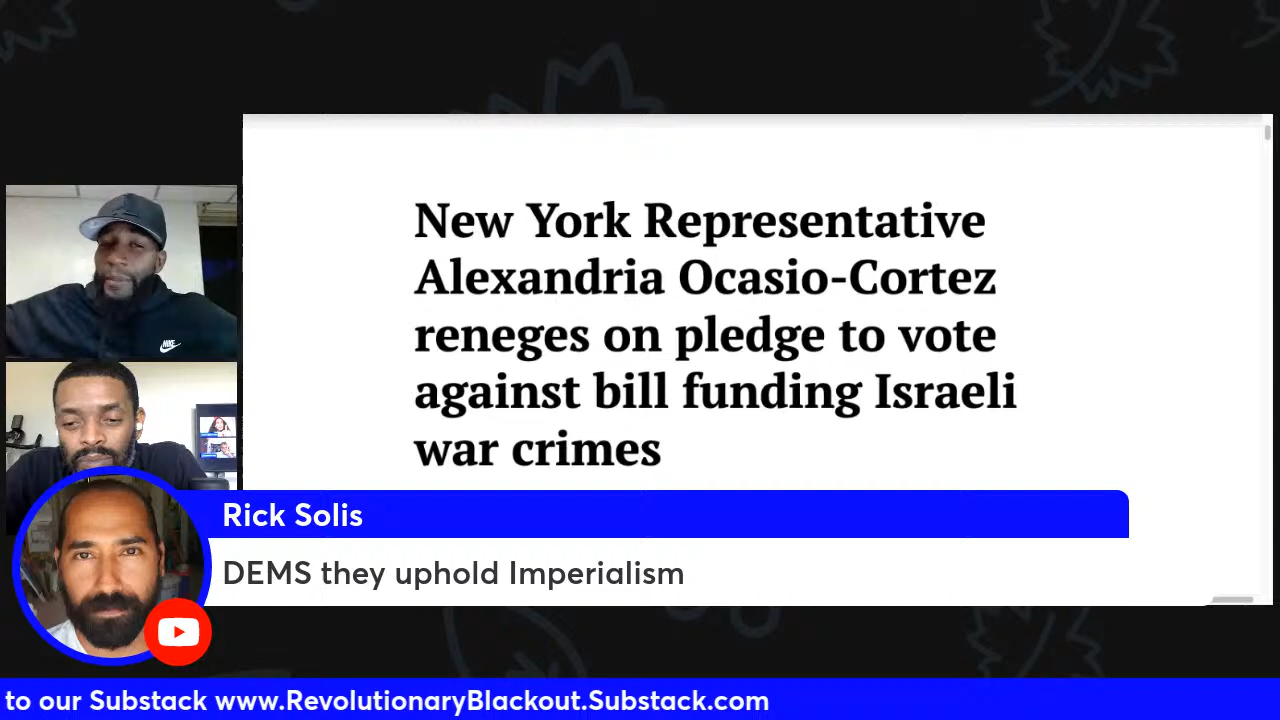 New York Representative
Alexandria Ocasio-Cortez
reneges on pledge to vote
against bill funding Israeli
war crimes
NIKE
Rick Solis
DEMS they uphold Imperialism
to our Substack www.RevolutionaryBlackout.Substack.com